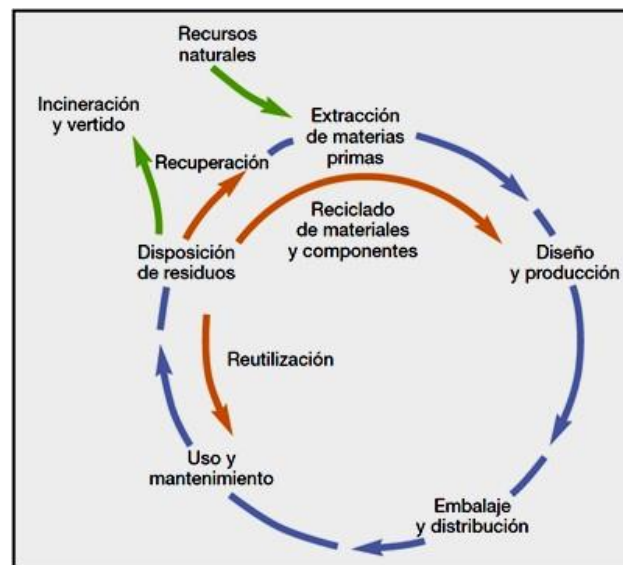 Recursos
naturales
Incineración
y vertido
Extracción
de materias
primas
Recuperación
Reciclado
de materiales
y componentes
Disposición
de residuos
Diseño
y producción
Reutilización
Uso y
mantenimiento
Embalaje
y distribución